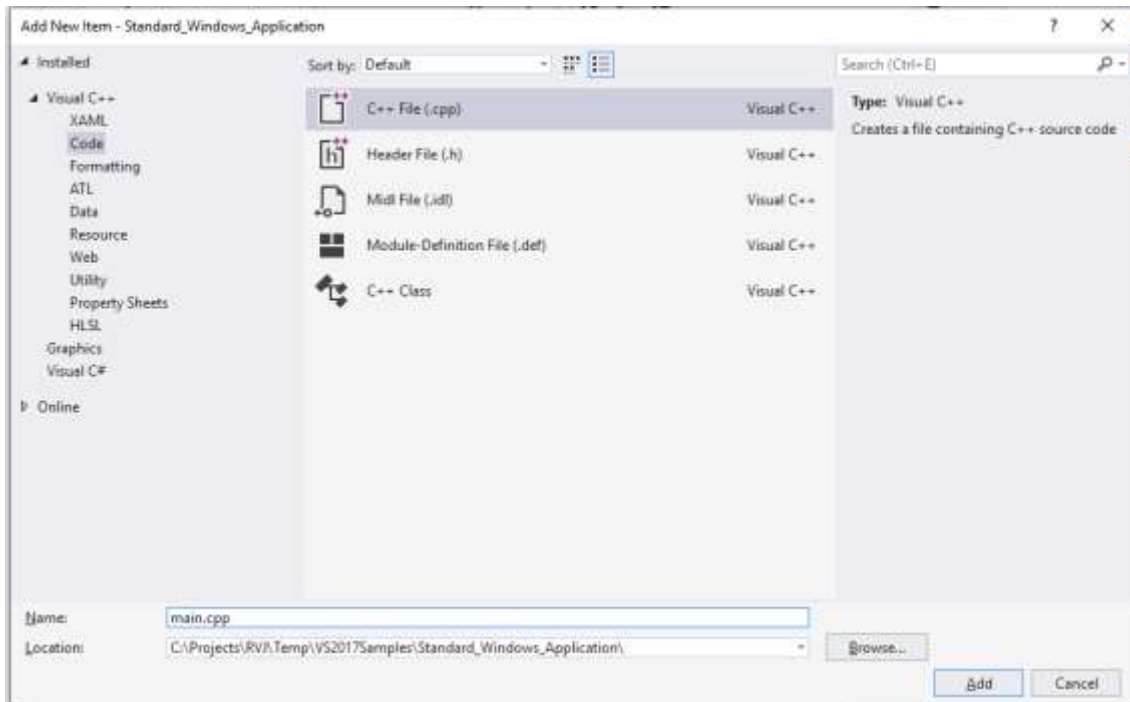 Add New Item - Standard_Windows_Application
? ×
Installed
Visual C++
XAML
Code
Formatting
ATL
Data
Resource
Web
Utility
Property Sheets
HLSL
Graphics
Visual C#
Online
Sort by: Default
C++ File (.cpp) Visual C++
Header File (.h) Visual C++
Midl File (.idl) Visual C++
Module-Definition File (.def) Visual C++
C++ Class Visual C++
Search (Ctrl+E)
Type: Visual C++
Creates a file containing C++ source code
Name: main.cpp
Location: C:\Projects\RVJ\Temp\VS2017Samples\Standard_Windows_Application\
Browse...
Add Cancel